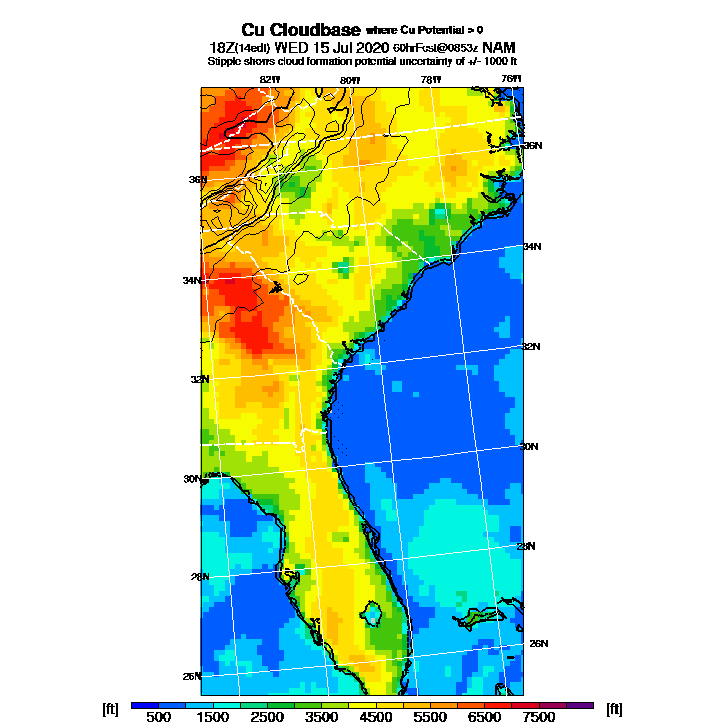 Cu Cloudbase where Cu Potential > 0
18Z(14edt) WED 15 Jul 2020 60hrFcst@0853z NAM
Stipple shows cloud formation potential uncertainty of +/- 1000 ft
82W 80W 78W 76W
36N
36N
34N
34N
32N
32N
30N
30N
28N
28N
26N
26N
[ft] [ft]
500 1500 2500 3500 4500 5500 6500 7500